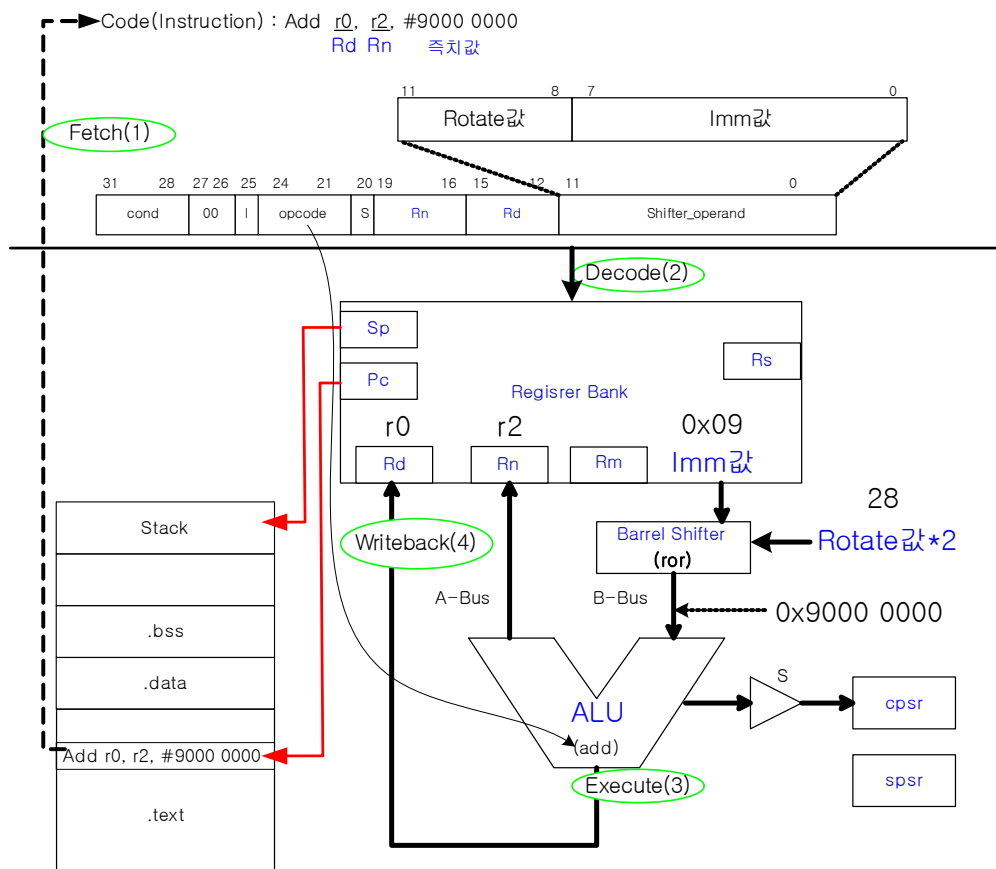 Code(Instruction) : Add r0, r2, #9000 0000
Rd Rn 즉치값
11 8 7 0
Rotate값 Imm값
Fetch(1)
31 28 27 26 25 24 21 20 19 16 15 12 11 0
cond 00 I opcode S Rn Rd Shifter_operand
Decode(2)
Sp
Rs
Pc
Regisrer Bank
r0 r2 0x09
Rd Rn Rm Imm값
28
Stack
Writeback(4)
Barrel Shifter
(ror)
Rotate값*2
A-Bus B-Bus
0x9000 0000
.bss
.data
S
ALU
cpsr
(add)
Add r0, r2, #9000 0000
Execute(3)
spsr
.text